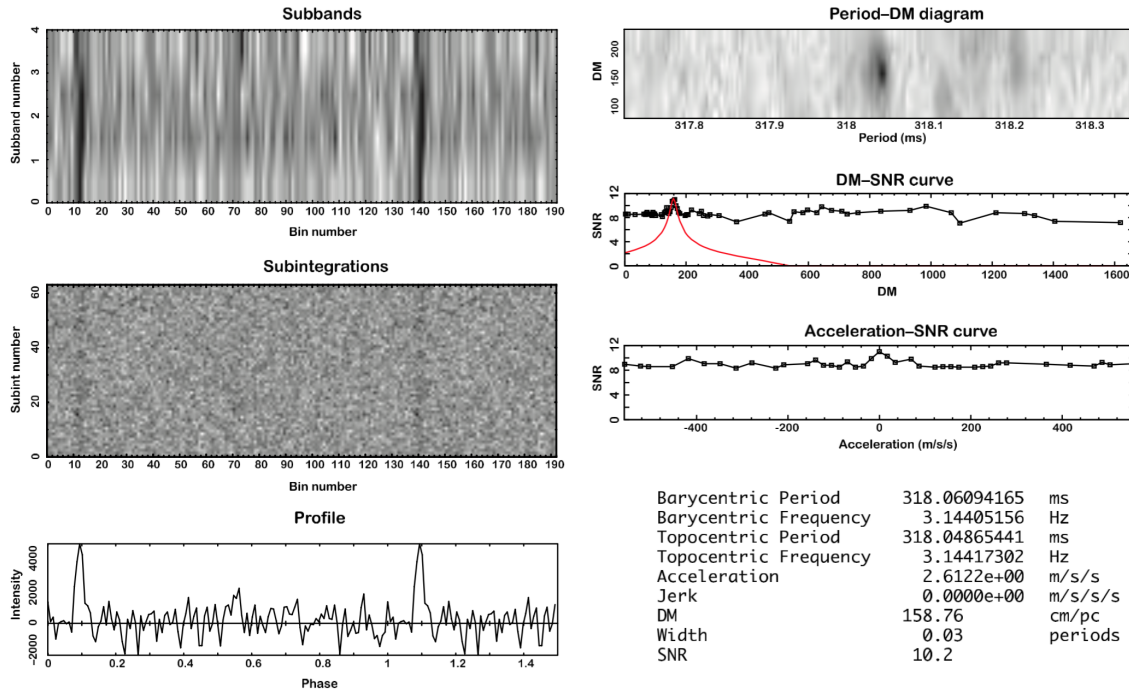 Subbands
Subband number
4
3
2
1
0
0 10 20 30 40 50 60 70 80 90 100 110 120 130 140 150 160 170 180 190
Bin number
Subintegrations
Subint number
60
40
20
0
0 10 20 30 40 50 60 70 80 90 100 110 120 130 140 150 160 170 180 190
Bin number
Profile
Intensity
4000
2000
0
-2000
0 0.2 0.4 0.6 0.8 1 1.2 1.4
Phase
Period–DM diagram
DM
200
150
100
317.8 317.9 318 318.1 318.2 318.3
Period (ms)
DM–SNR curve
SNR
12
8
4
0
0 200 400 600 800 1000 1200 1400 1600
DM
Acceleration–SNR curve
SNR
12
8
4
0
-400 -200 0 200 400
Acceleration (m/s/s)
Barycentric Period 318.06094165 ms
Barycentric Frequency 3.14405156 Hz
Topocentric Period 318.04865441 ms
Topocentric Frequency 3.14417302 Hz
Acceleration 2.6122e+00 m/s/s
Jerk 0.0000e+00 m/s/s/s
DM 158.76 cm/pc
Width 0.03 periods
SNR 10.2